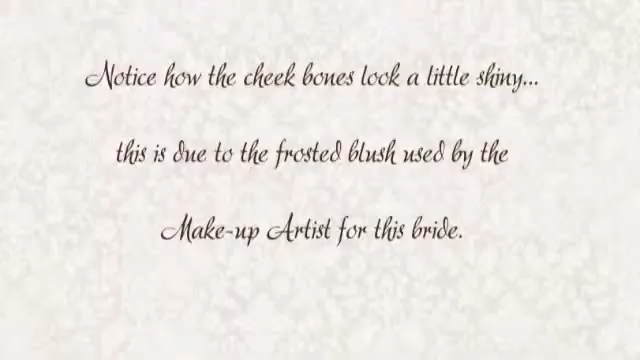 Notice how the cheek bones look a little shiny...
this is due to the frosted blush used by the
Make-up Artist for this bride.